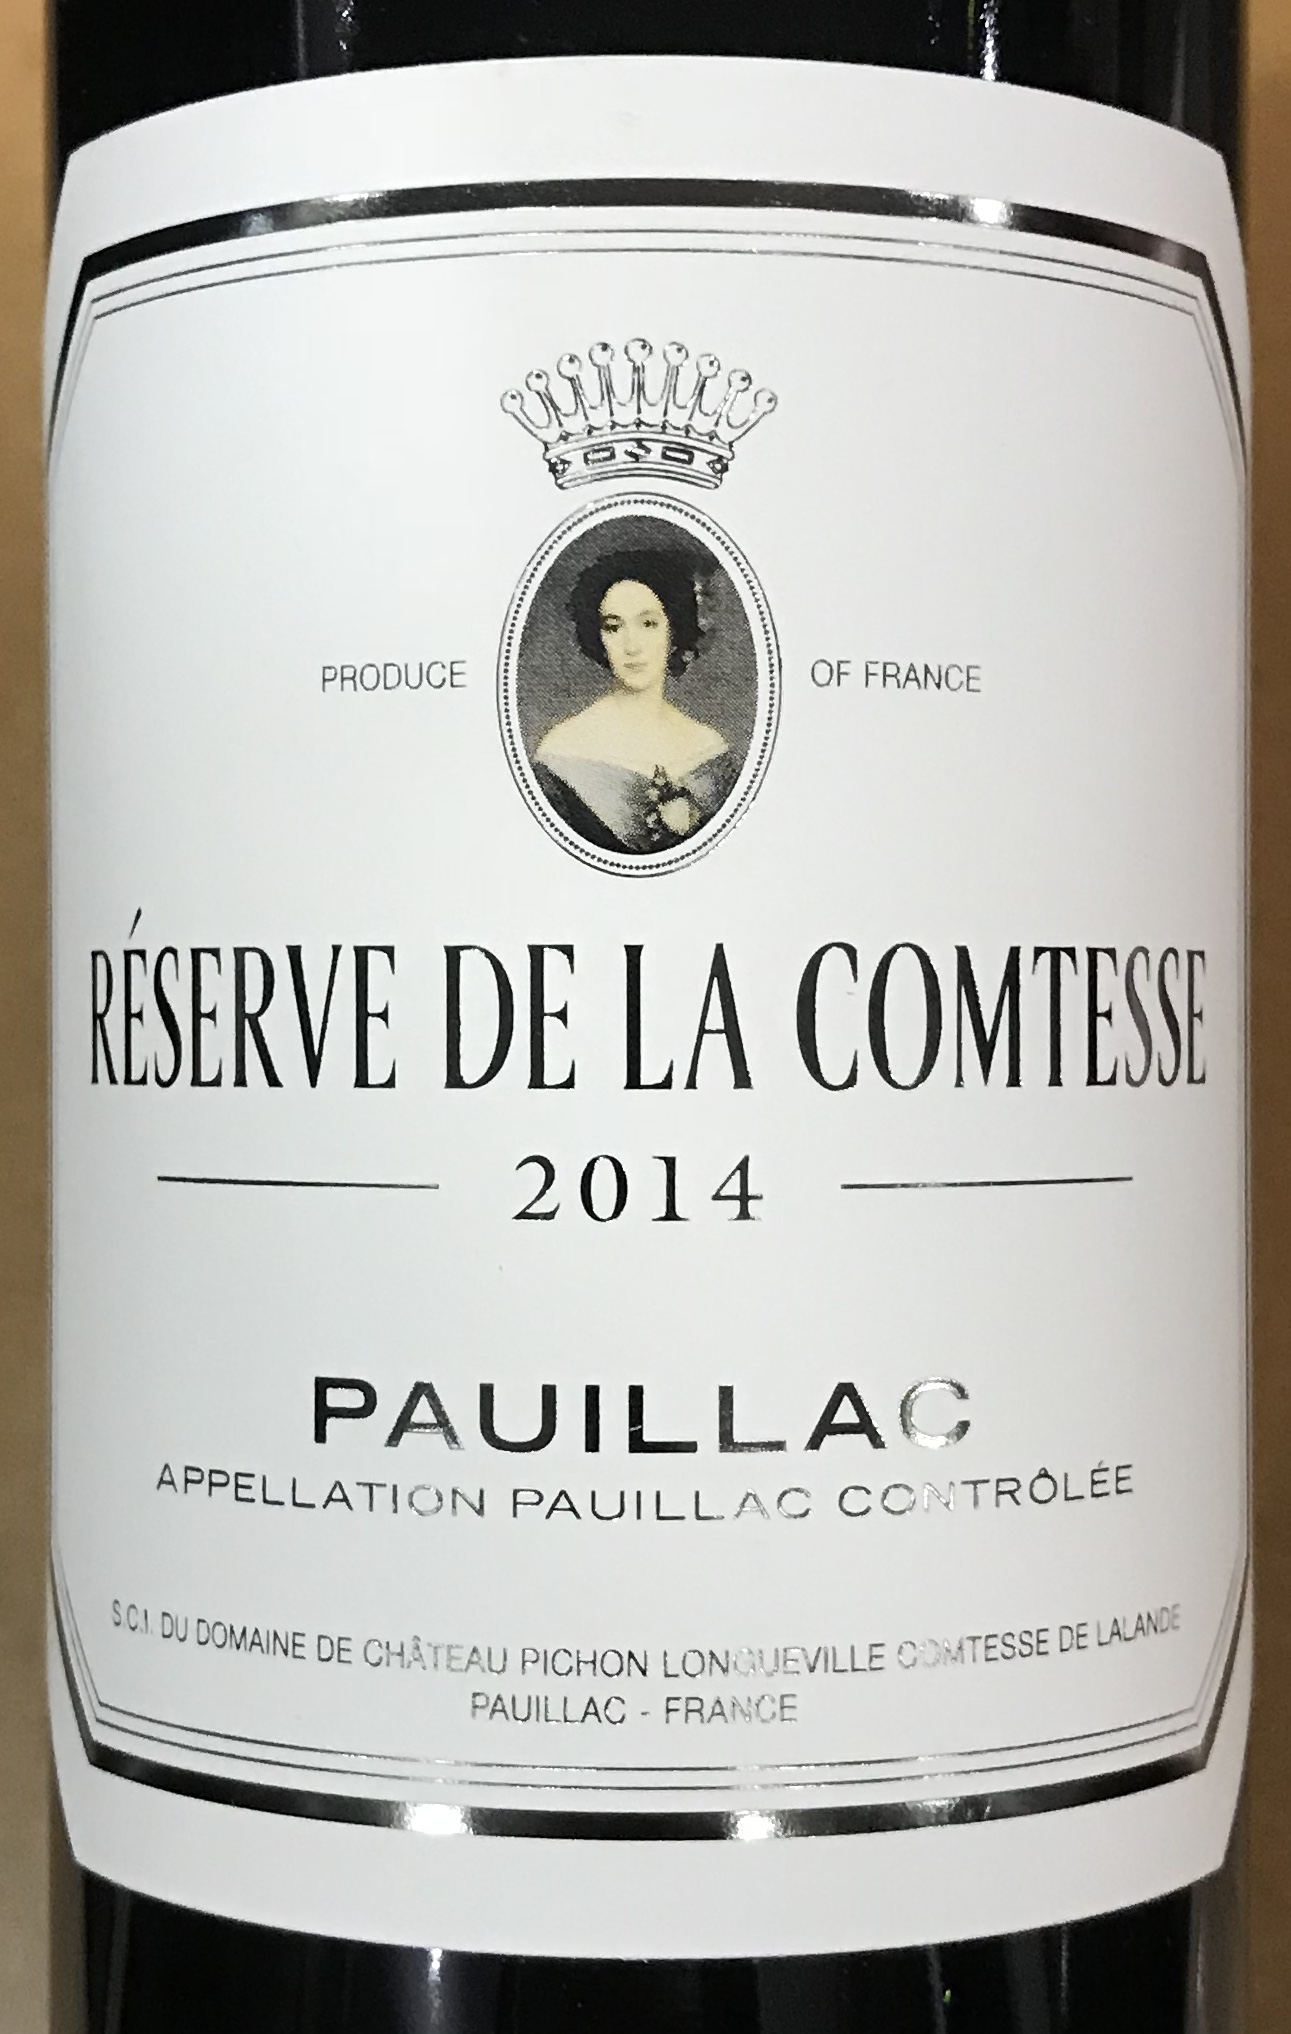 PRODUCE OF FRANCE
RÉSERVE DE LA COMTESSE
2014
PAUILLAC
APPELLATION PAUILLAC CONTRÔLÉE
S.C.I. DU DOMAINE DE CHÂTEAU PICHON LONGUEVILLE COMTESSE DE LALANDE
PAUILLAC - FRANCE